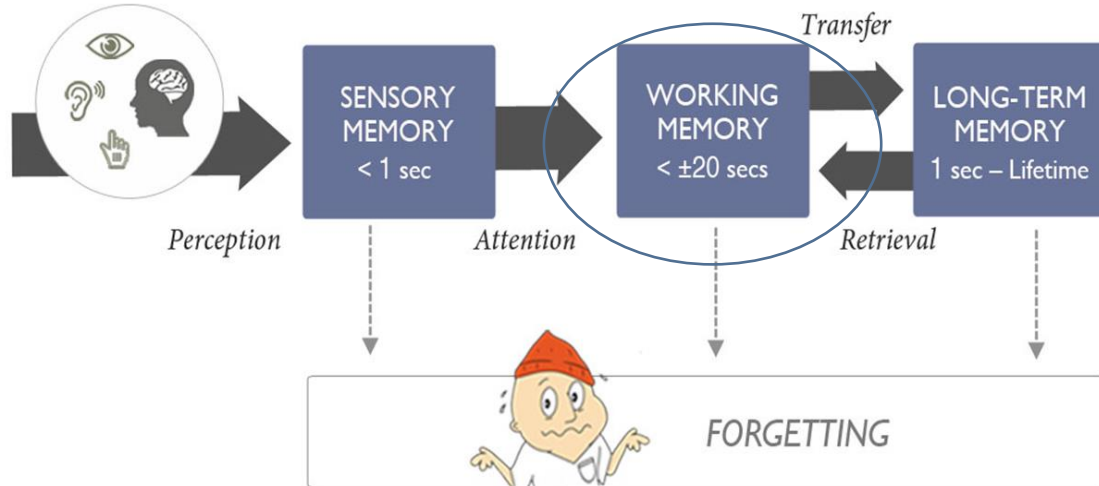 Transfer
SENSORY
MEMORY
< 1 sec
WORKING
MEMORY
< ±20 secs
LONG-TERM
MEMORY
1 sec – Lifetime
Perception
Attention
Retrieval
FORGETTING